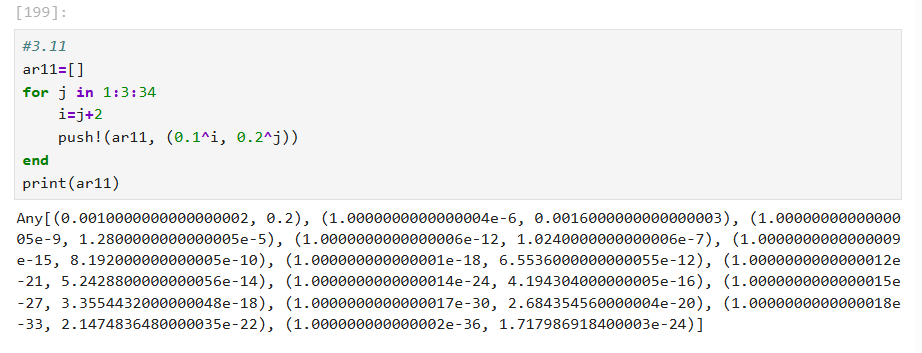 [199]:
#3.11
ar11=[]
for j in 1:3:34
    i=j+2
    push!(ar11, (0.1^i, 0.2^j))
end
print(ar11)
Any[(0.0010000000000000002, 0.2), (1.0000000000000004e-6, 0.0016000000000000003), (1.00000000000000
05e-9, 1.2800000000000005e-5), (1.0000000000000006e-12, 1.0240000000000006e-7), (1.0000000000000009
e-15, 8.192000000000005e-10), (1.000000000000001e-18, 6.5536000000000055e-12), (1.0000000000000012e
-21, 5.2428800000000056e-14), (1.0000000000000014e-24, 4.194304000000005e-16), (1.0000000000000015e
-27, 3.3554432000000048e-18), (1.0000000000000017e-30, 2.684354560000004e-20), (1.0000000000000018e
-33, 2.1474836480000035e-22), (1.000000000000002e-36, 1.717986918400003e-24)]